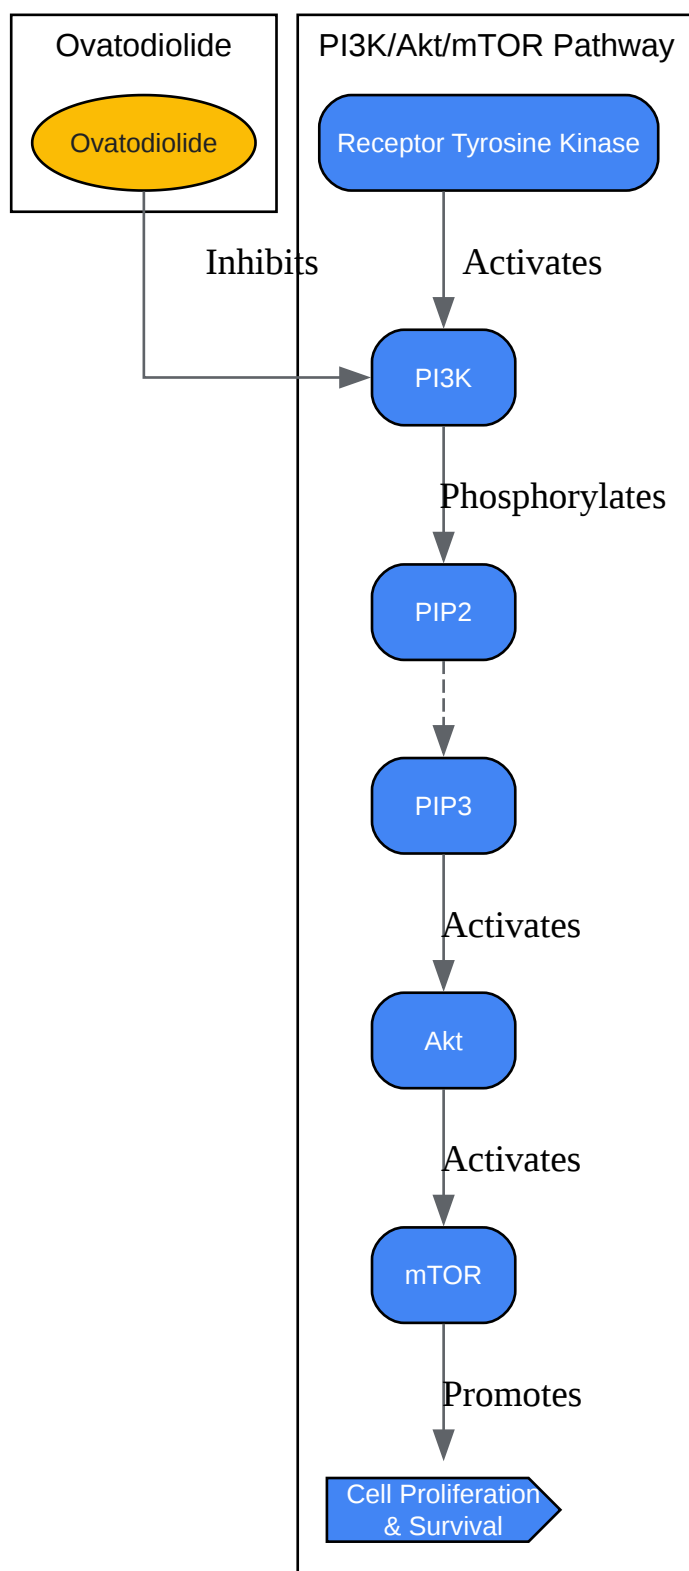 Ovatodiolide
PI3K/Akt/mTOR Pathway
Ovatodiolide
Receptor Tyrosine Kinase
Inhibits
Activates
PI3K
Phosphorylates
PIP2
PIP3
Activates
Akt
Activates
mTOR
Promotes
Cell Proliferation
& Survival